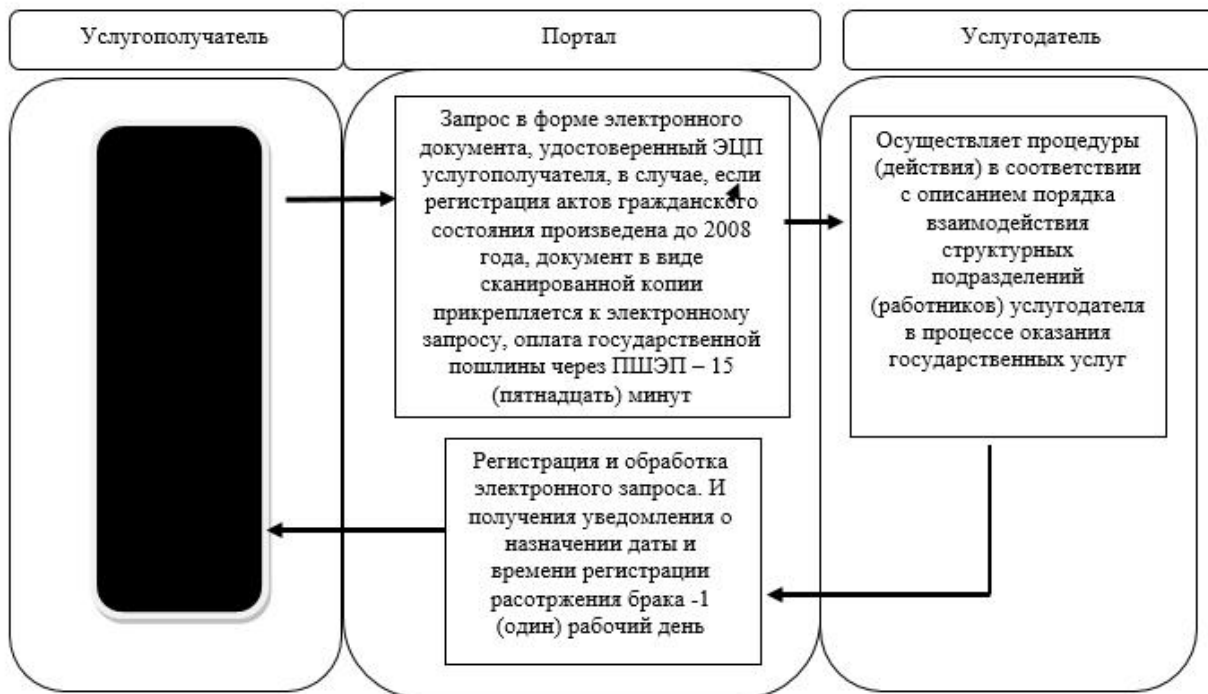 Услугополучатель
Портал
Услугодатель
Запрос в форме электронного
документа, удостоверенный ЭЦП
услугополучателя, в случае, если
регистрация актов гражданского
состояния произведена до 2008
года, документ в виде
сканированной копии
прикрепляется к электронному
запросу, оплата государственной
пошлины через ПШЭП – 15
(пятнадцать) минут
Осуществляет процедуры
(действия) в соответствии
с описанием порядка
взаимодействия
структурных
подразделений
(работников) услугодателя
в процессе оказания
государственных услуг
Регистрация и обработка
электронного запроса. И
получения уведомления о
назначении даты и
времени регистрации
расотржения брака -1
(один) рабочий день